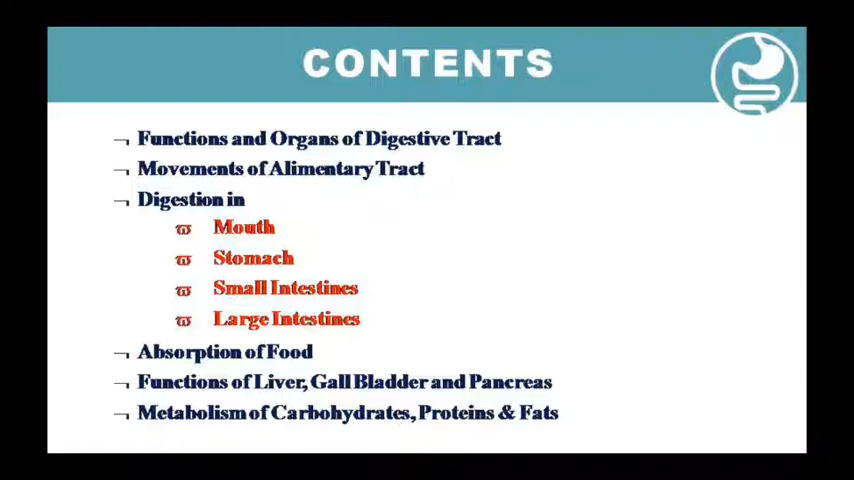 CONTENTS
¬ Functions and Organs of Digestive Tract
¬ Movements of Alimentary Tract
¬ Digestion in
ϖ Mouth
ϖ Stomach
ϖ Small Intestines
ϖ Large Intestines
¬ Absorption of Food
¬ Functions of Liver, Gall Bladder and Pancreas
¬ Metabolism of Carbohydrates, Proteins & Fats